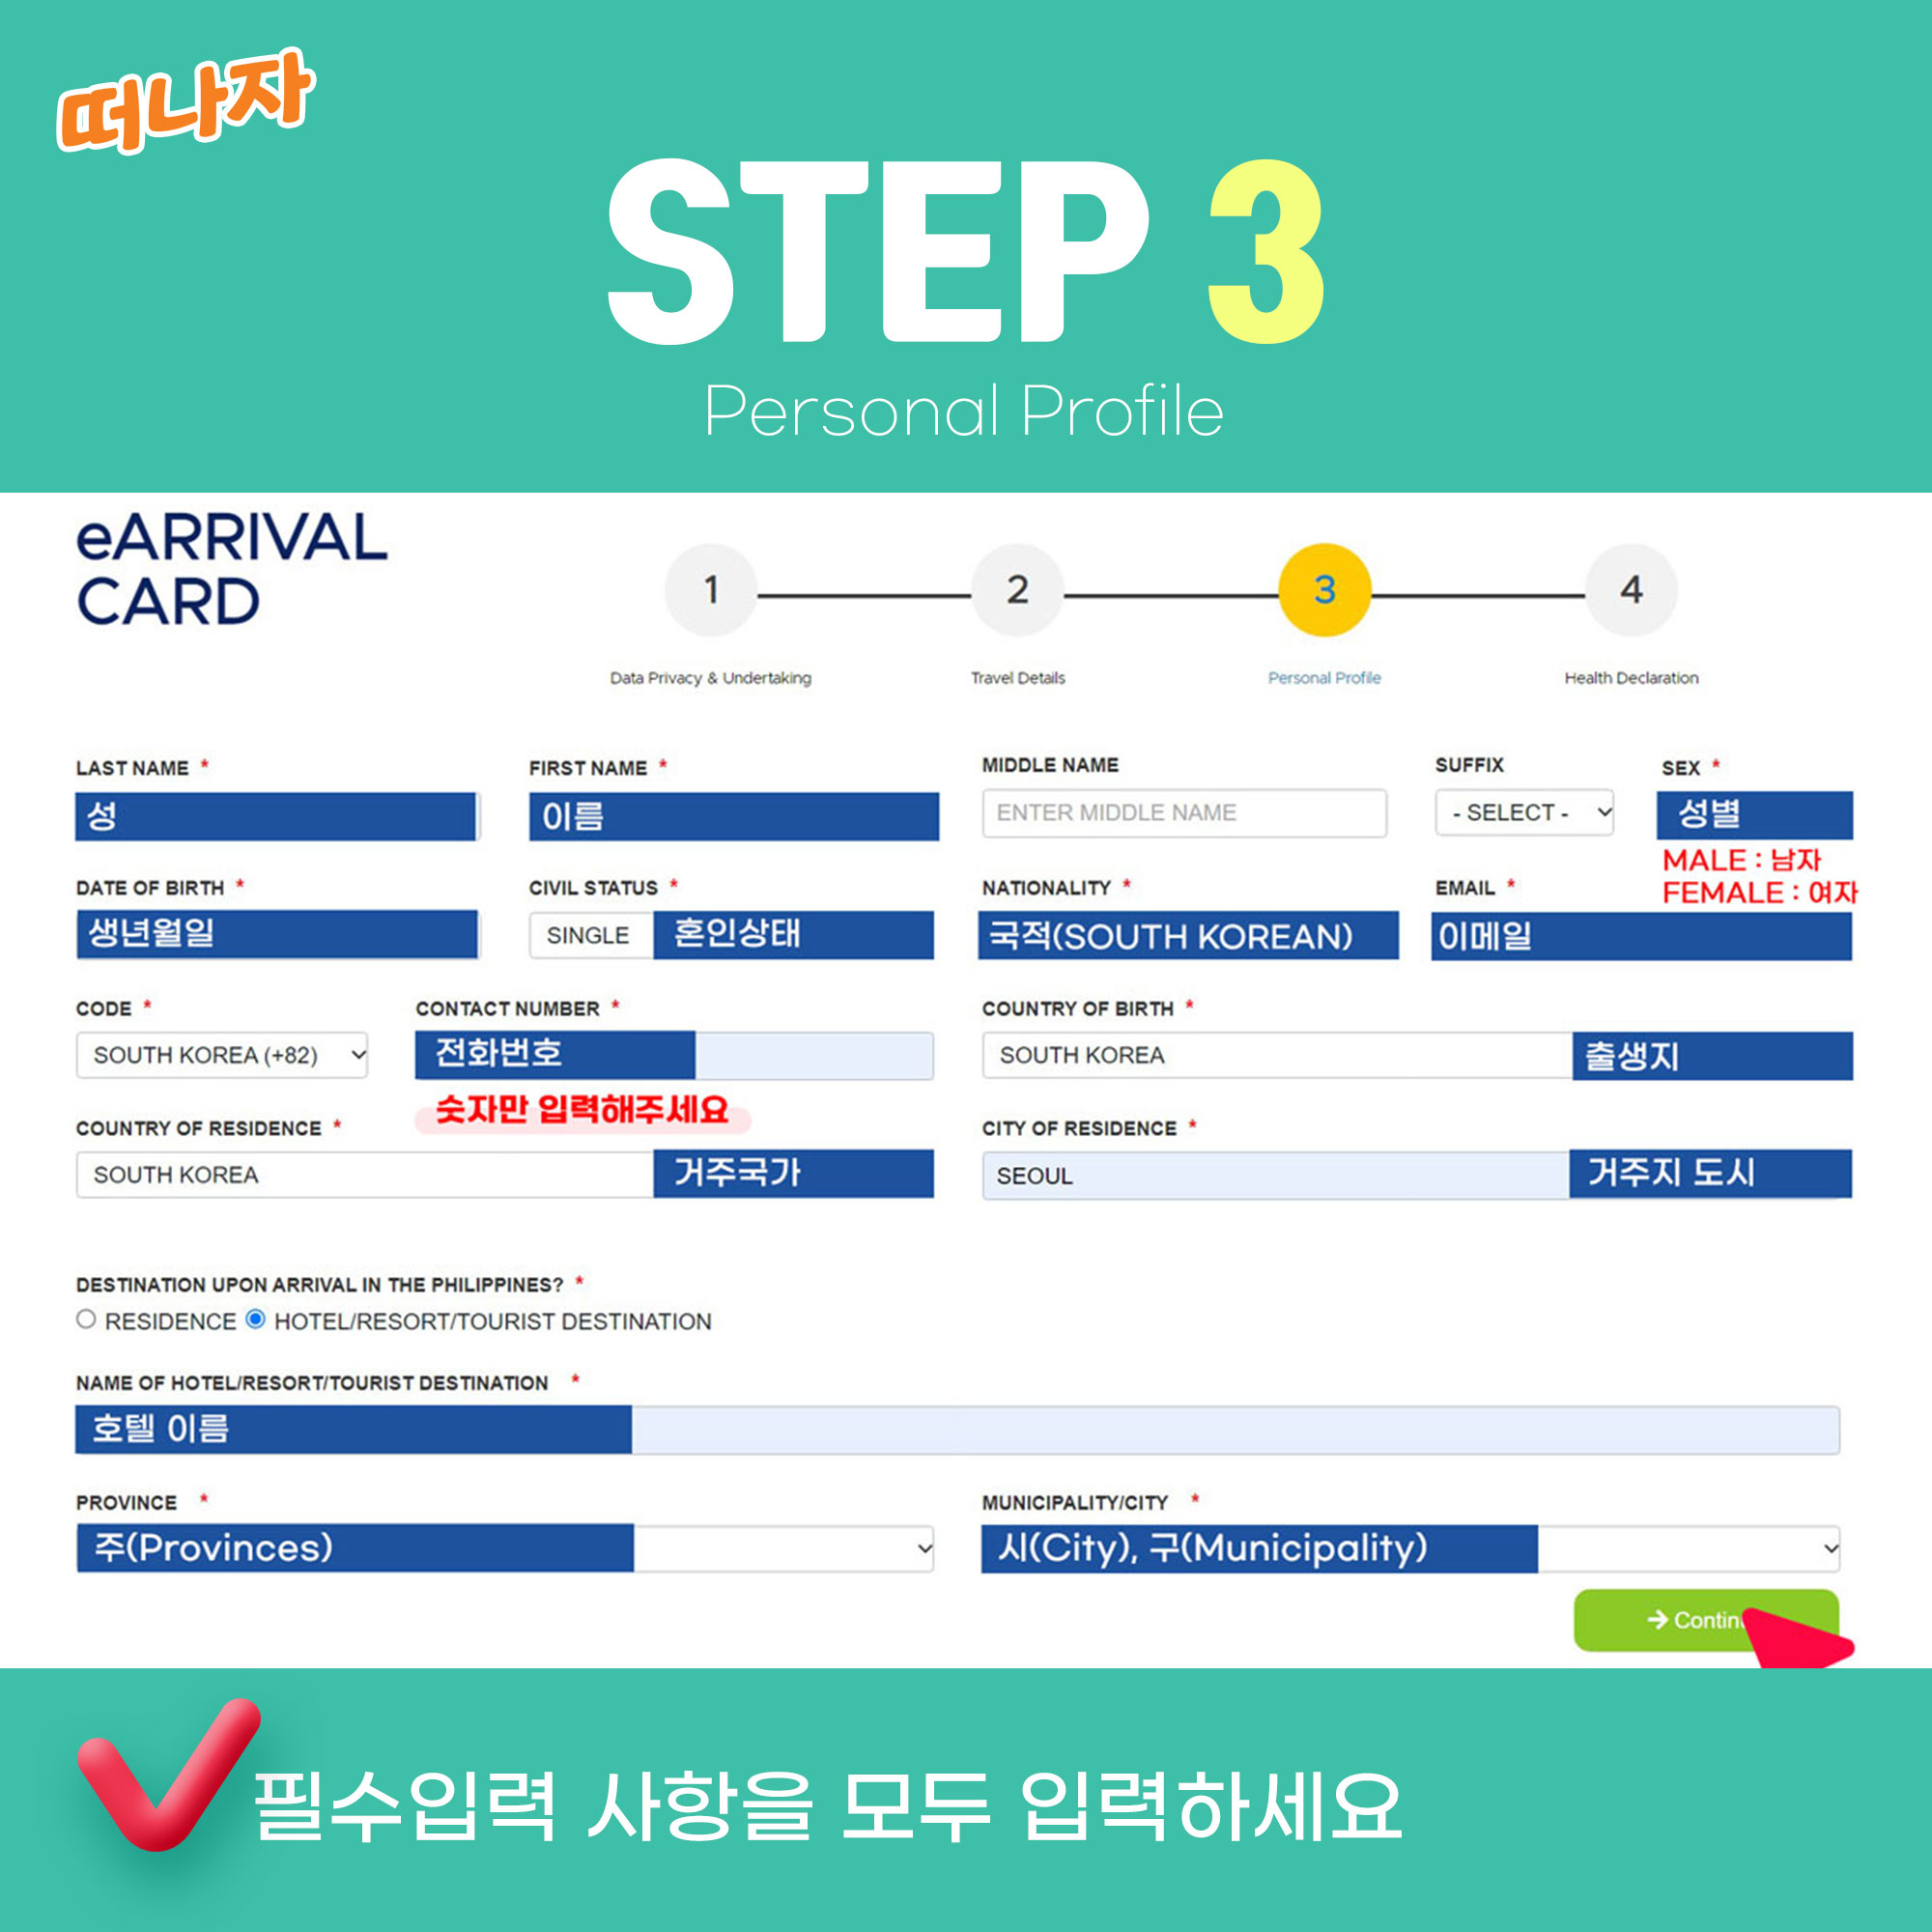 떠나자
STEP 3
Personal Profile
eARRIVAL
CARD
1
2
3
4
Data Privacy & Undertaking
Travel Details
Personal Profile
Health Declaration
LAST NAME *
FIRST NAME *
MIDDLE NAME
SUFFIX
SEX *
성
이름
ENTER MIDDLE NAME
- SELECT -
성별
MALE : 남자
FEMALE : 여자
DATE OF BIRTH *
CIVIL STATUS *
NATIONALITY *
EMAIL *
생년월일
SINGLE
혼인상태
국적(SOUTH KOREAN)
이메일
CODE *
CONTACT NUMBER *
COUNTRY OF BIRTH *
SOUTH KOREA (+82)
전화번호
SOUTH KOREA
출생지
숫자만 입력해주세요
COUNTRY OF RESIDENCE *
CITY OF RESIDENCE *
SOUTH KOREA
거주국가
SEOUL
거주지 도시
DESTINATION UPON ARRIVAL IN THE PHILIPPINES? *
RESIDENCE HOTEL/RESORT/TOURIST DESTINATION
NAME OF HOTEL/RESORT/TOURIST DESTINATION *
호텔 이름
PROVINCE *
MUNICIPALITY/CITY *
주(Provinces)
시(City), 구(Municipality)
필수입력 사항을 모두 입력하세요